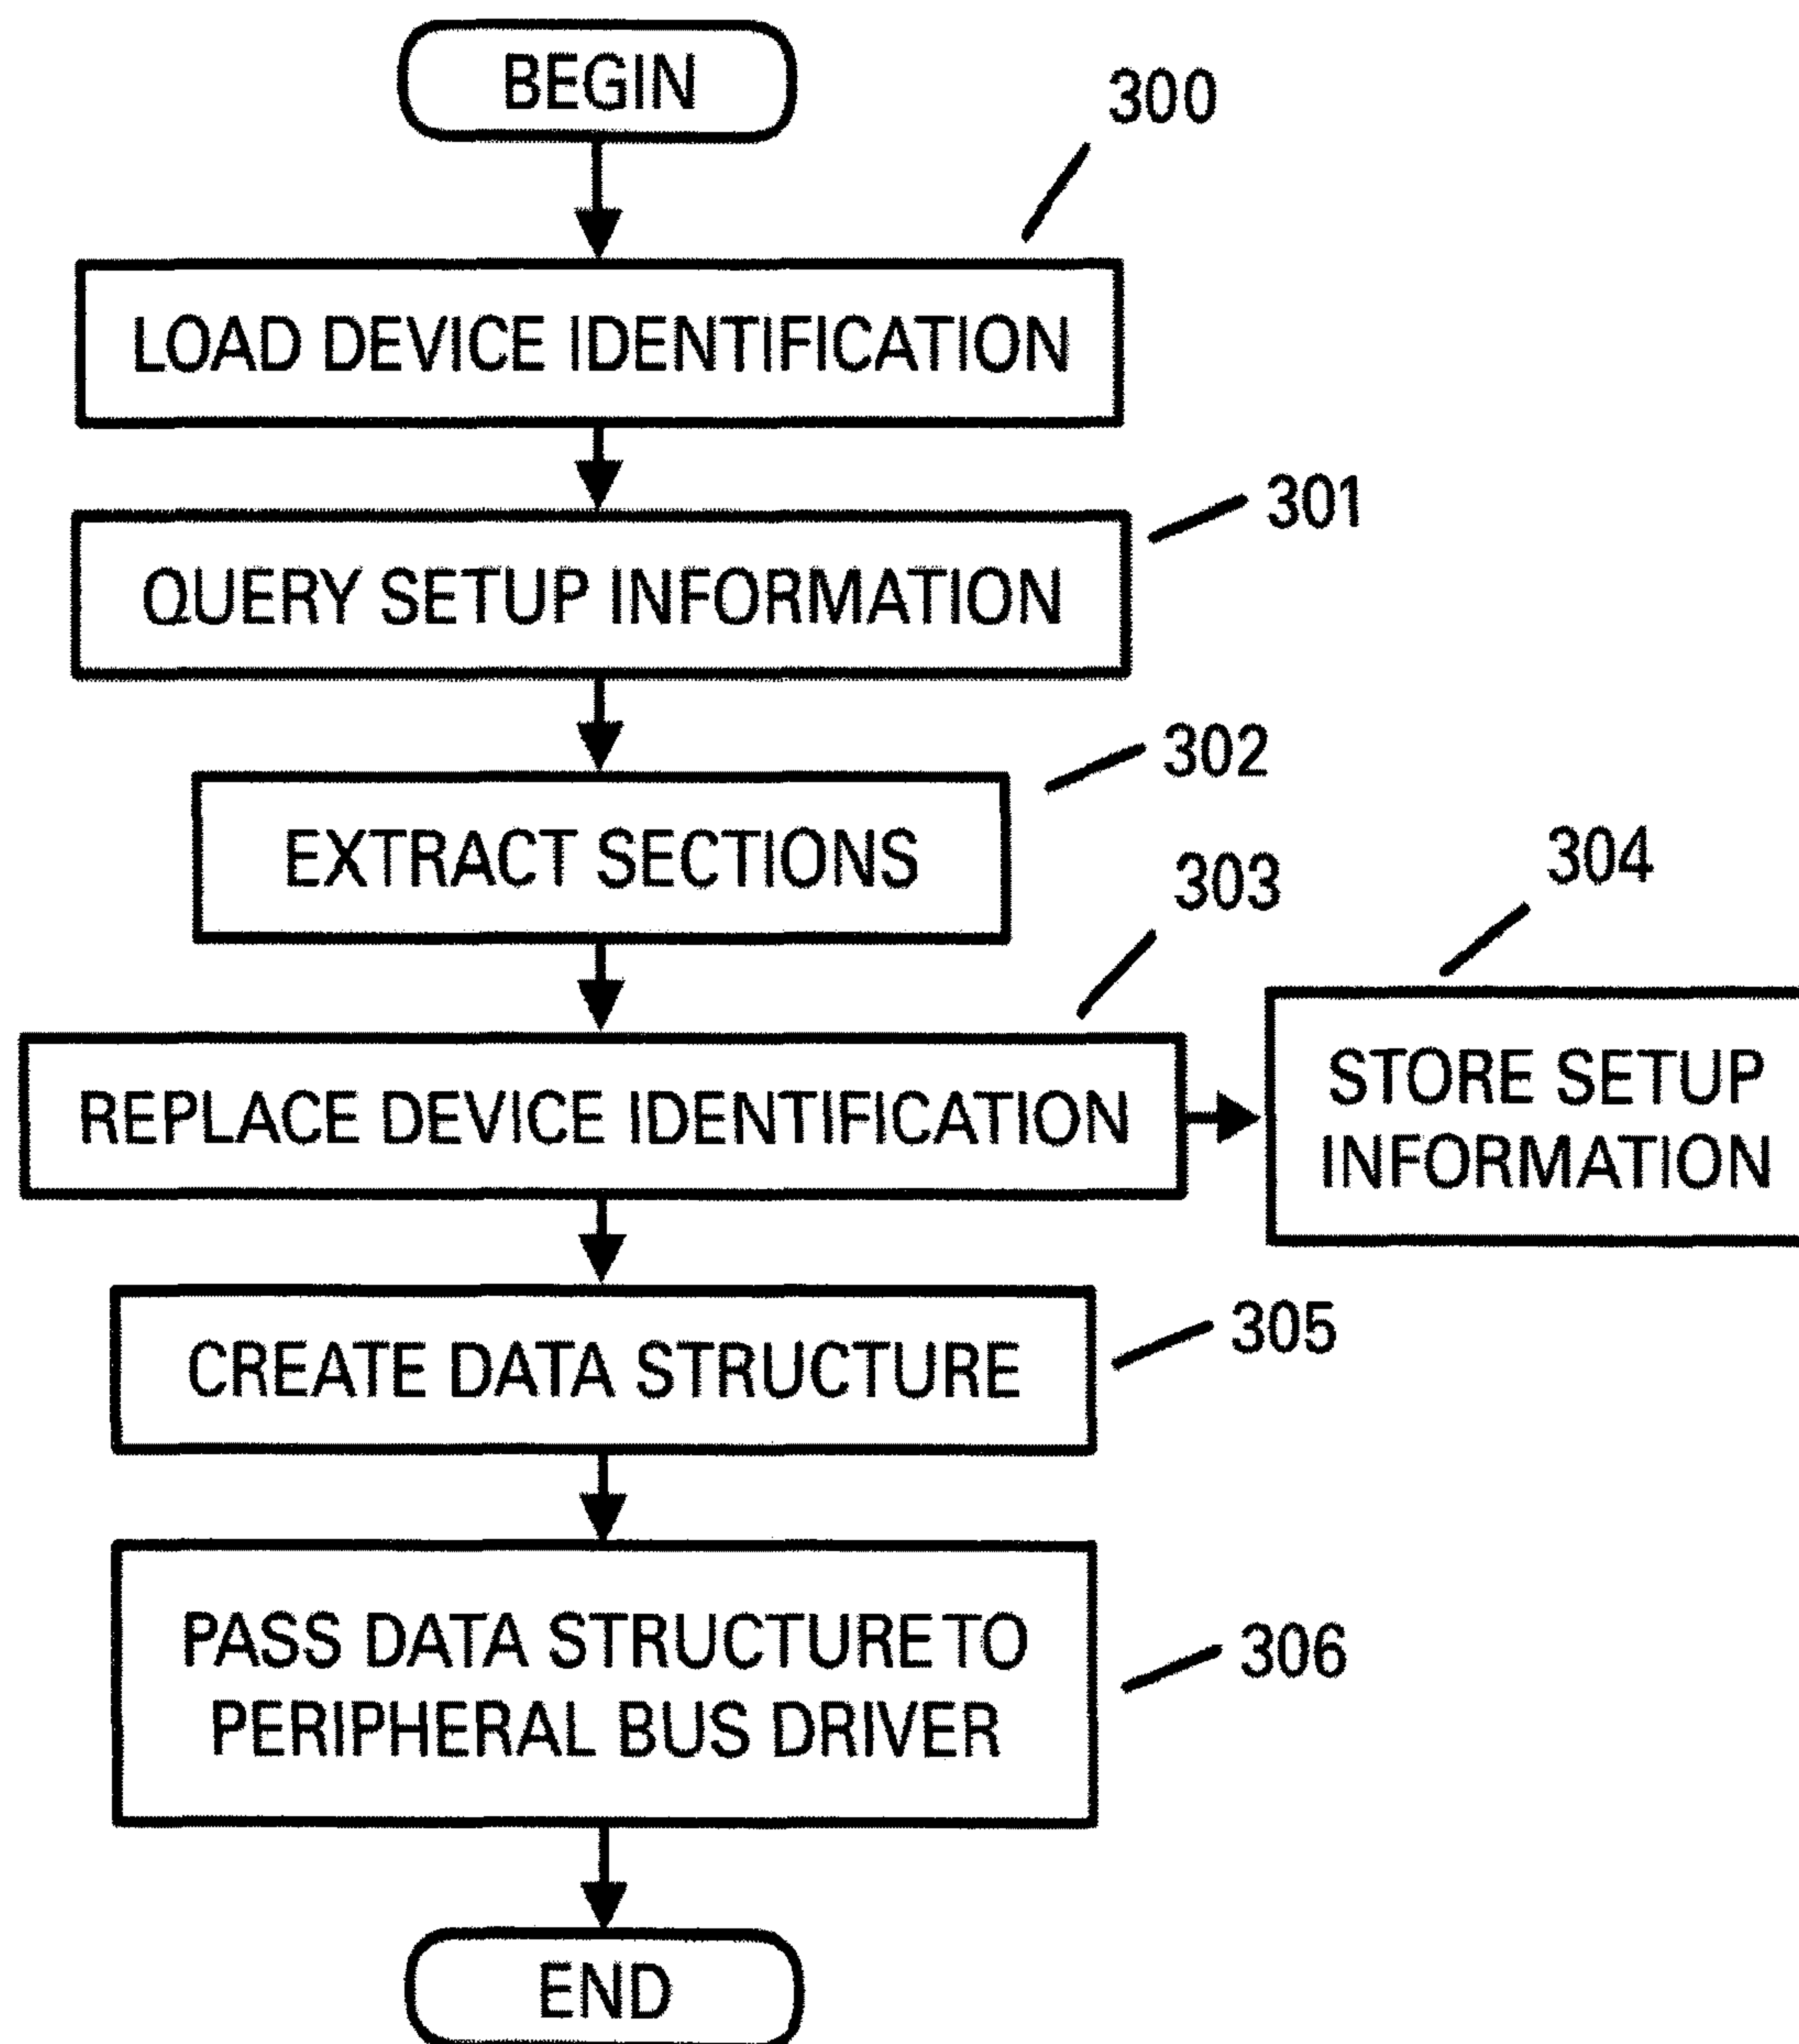 BEGIN
300
LOAD DEVICE IDENTIFICATION
301
QUERY SETUP INFORMATION
302
EXTRACT SECTIONS
303
304
REPLACE DEVICE IDENTIFICATION
STORE SETUP
INFORMATION
305
CREATE DATA STRUCTURE
306
PASS DATA STRUCTURE TO
PERIPHERAL BUS DRIVER
END